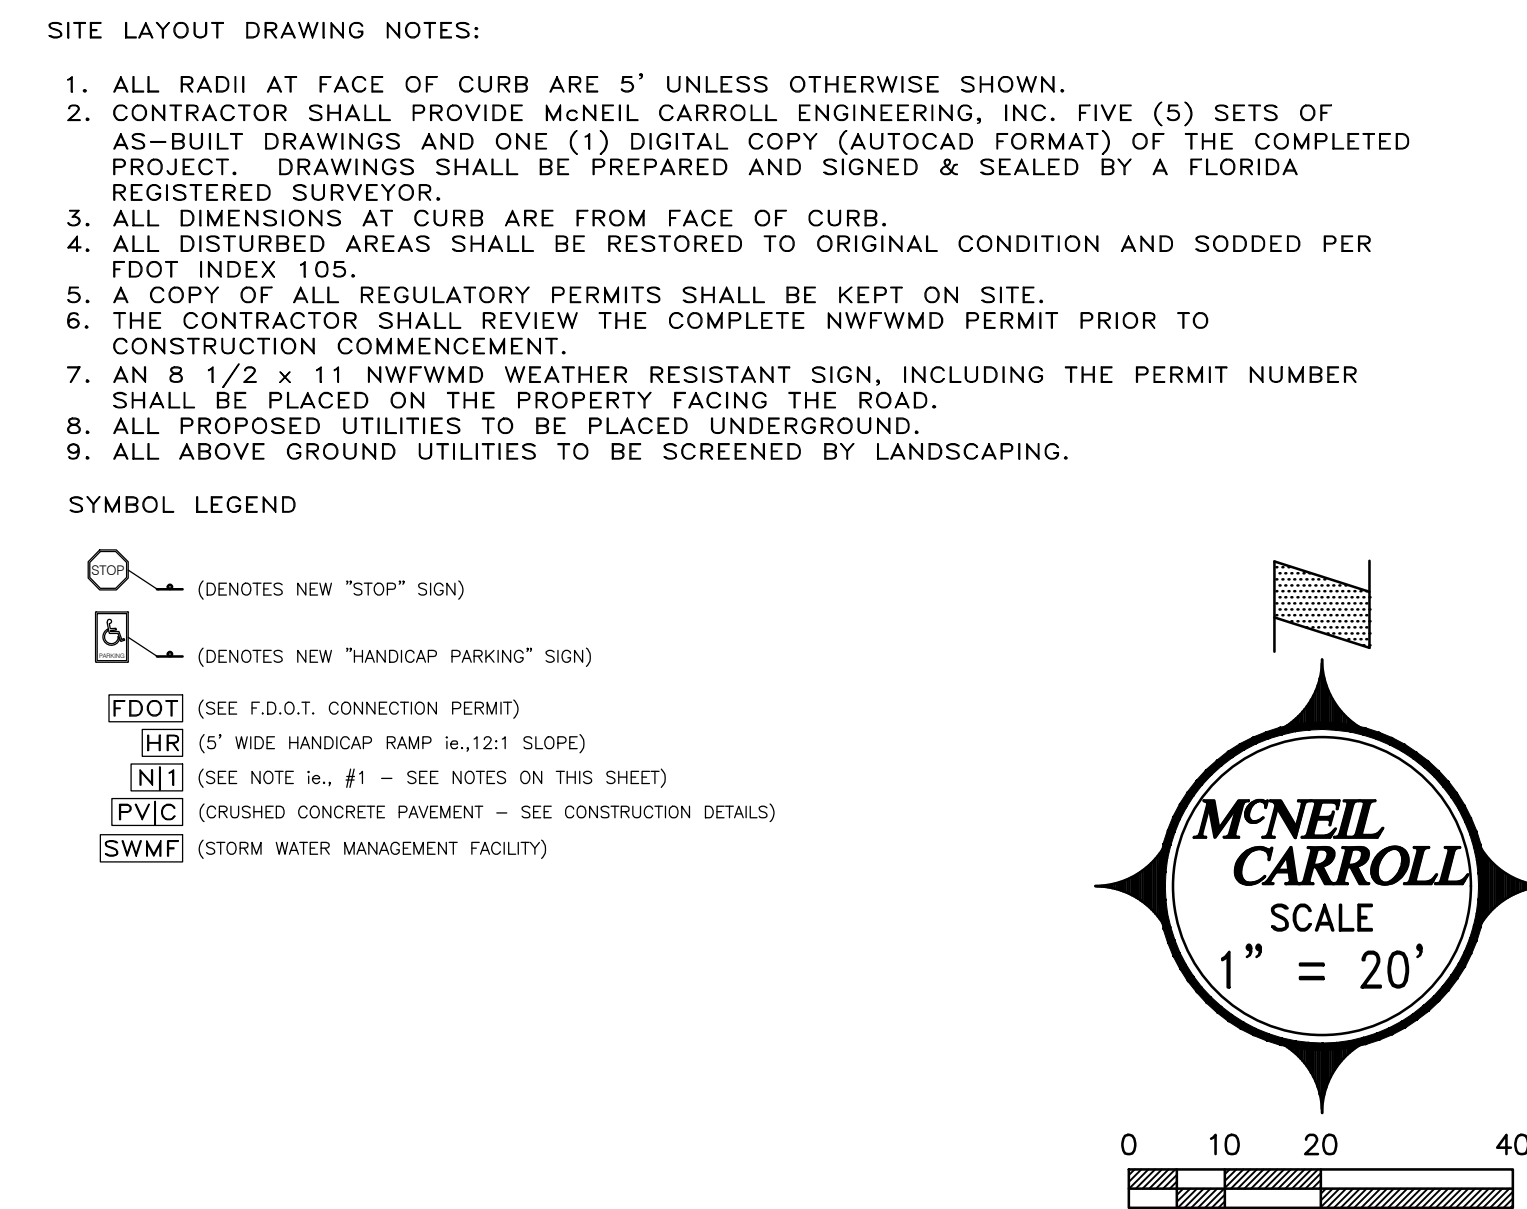 SITE LAYOUT DRAWING NOTES:
1. ALL RADII AT FACE OF CURB ARE 5' UNLESS OTHERWISE SHOWN.
2. CONTRACTOR SHALL PROVIDE McNEIL CARROLL ENGINEERING, INC. FIVE (5) SETS OF
AS-BUILT DRAWINGS AND ONE (1) DIGITAL COPY (AUTOCAD FORMAT) OF THE COMPLETED
PROJECT. DRAWINGS SHALL BE PREPARED AND SIGNED & SEALED BY A FLORIDA
REGISTERED SURVEYOR.
3. ALL DIMENSIONS AT CURB ARE FROM FACE OF CURB.
4. ALL DISTURBED AREAS SHALL BE RESTORED TO ORIGINAL CONDITION AND SODDED PER
FDOT INDEX 105.
5. A COPY OF ALL REGULATORY PERMITS SHALL BE KEPT ON SITE.
6. THE CONTRACTOR SHALL REVIEW THE COMPLETE NWFWMD PERMIT PRIOR TO
CONSTRUCTION COMMENCEMENT.
7. AN 8 1/2 x 11 NWFWMD WEATHER RESISTANT SIGN, INCLUDING THE PERMIT NUMBER
SHALL BE PLACED ON THE PROPERTY FACING THE ROAD.
8. ALL PROPOSED UTILITIES TO BE PLACED UNDERGROUND.
9. ALL ABOVE GROUND UTILITIES TO BE SCREENED BY LANDSCAPING.
SYMBOL LEGEND
STOP (DENOTES NEW "STOP" SIGN)
PARKING (DENOTES NEW "HANDICAP PARKING" SIGN)
FDOT (SEE F.D.O.T. CONNECTION PERMIT)
HR (5' WIDE HANDICAP RAMP ie.,12:1 SLOPE)
N|1 (SEE NOTE ie., #1 - SEE NOTES ON THIS SHEET)
PV|C (CRUSHED CONCRETE PAVEMENT - SEE CONSTRUCTION DETAILS)
SWMF (STORM WATER MANAGEMENT FACILITY)
N
McNEIL
CARROLL
SCALE
1" = 20'
0 10 20 40